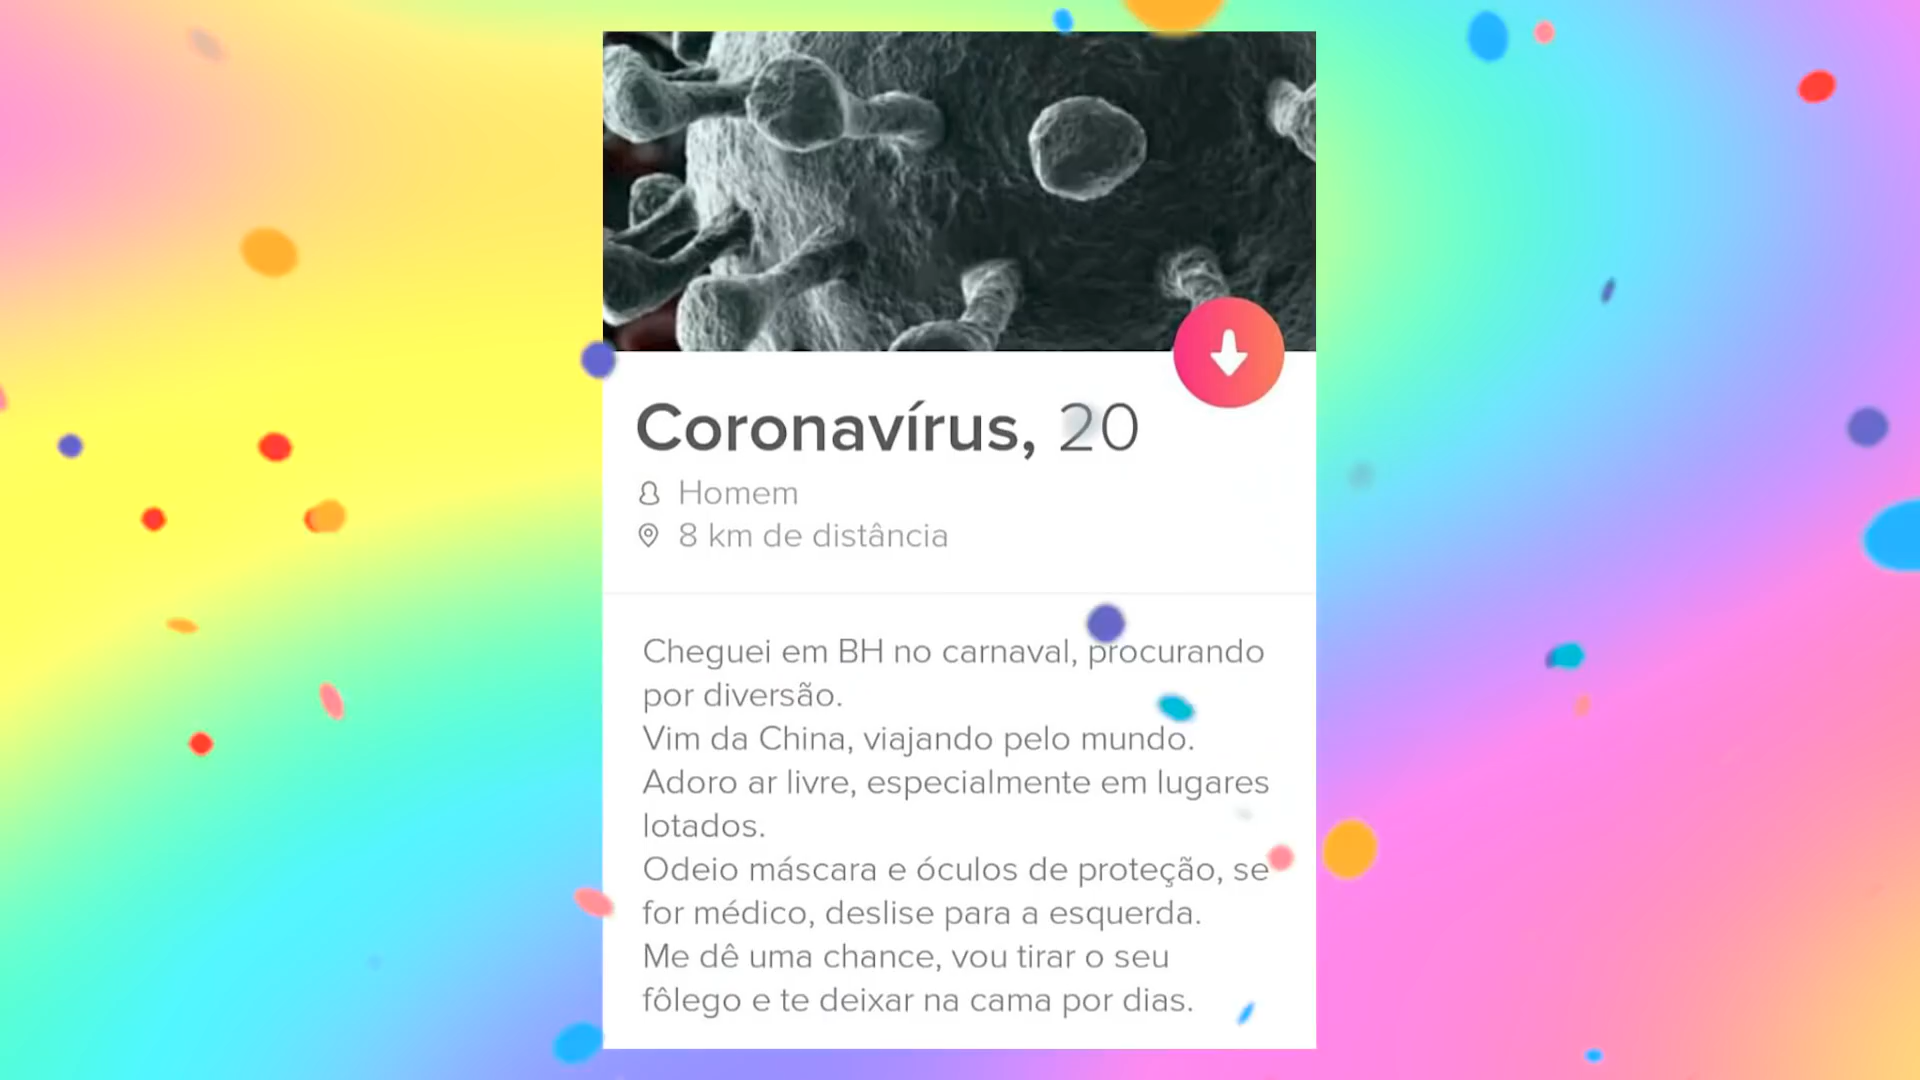 Coronavírus, 20
Homem
8 km de distância
Cheguei em BH no carnaval, procurando
por diversão.
Vim da China, viajando pelo mundo.
Adoro ar livre, especialmente em lugares
lotados.
Odeio máscara e óculos de proteção, se
for médico, deslise para a esquerda.
Me dê uma chance, vou tirar o seu
fôlego e te deixar na cama por dias.